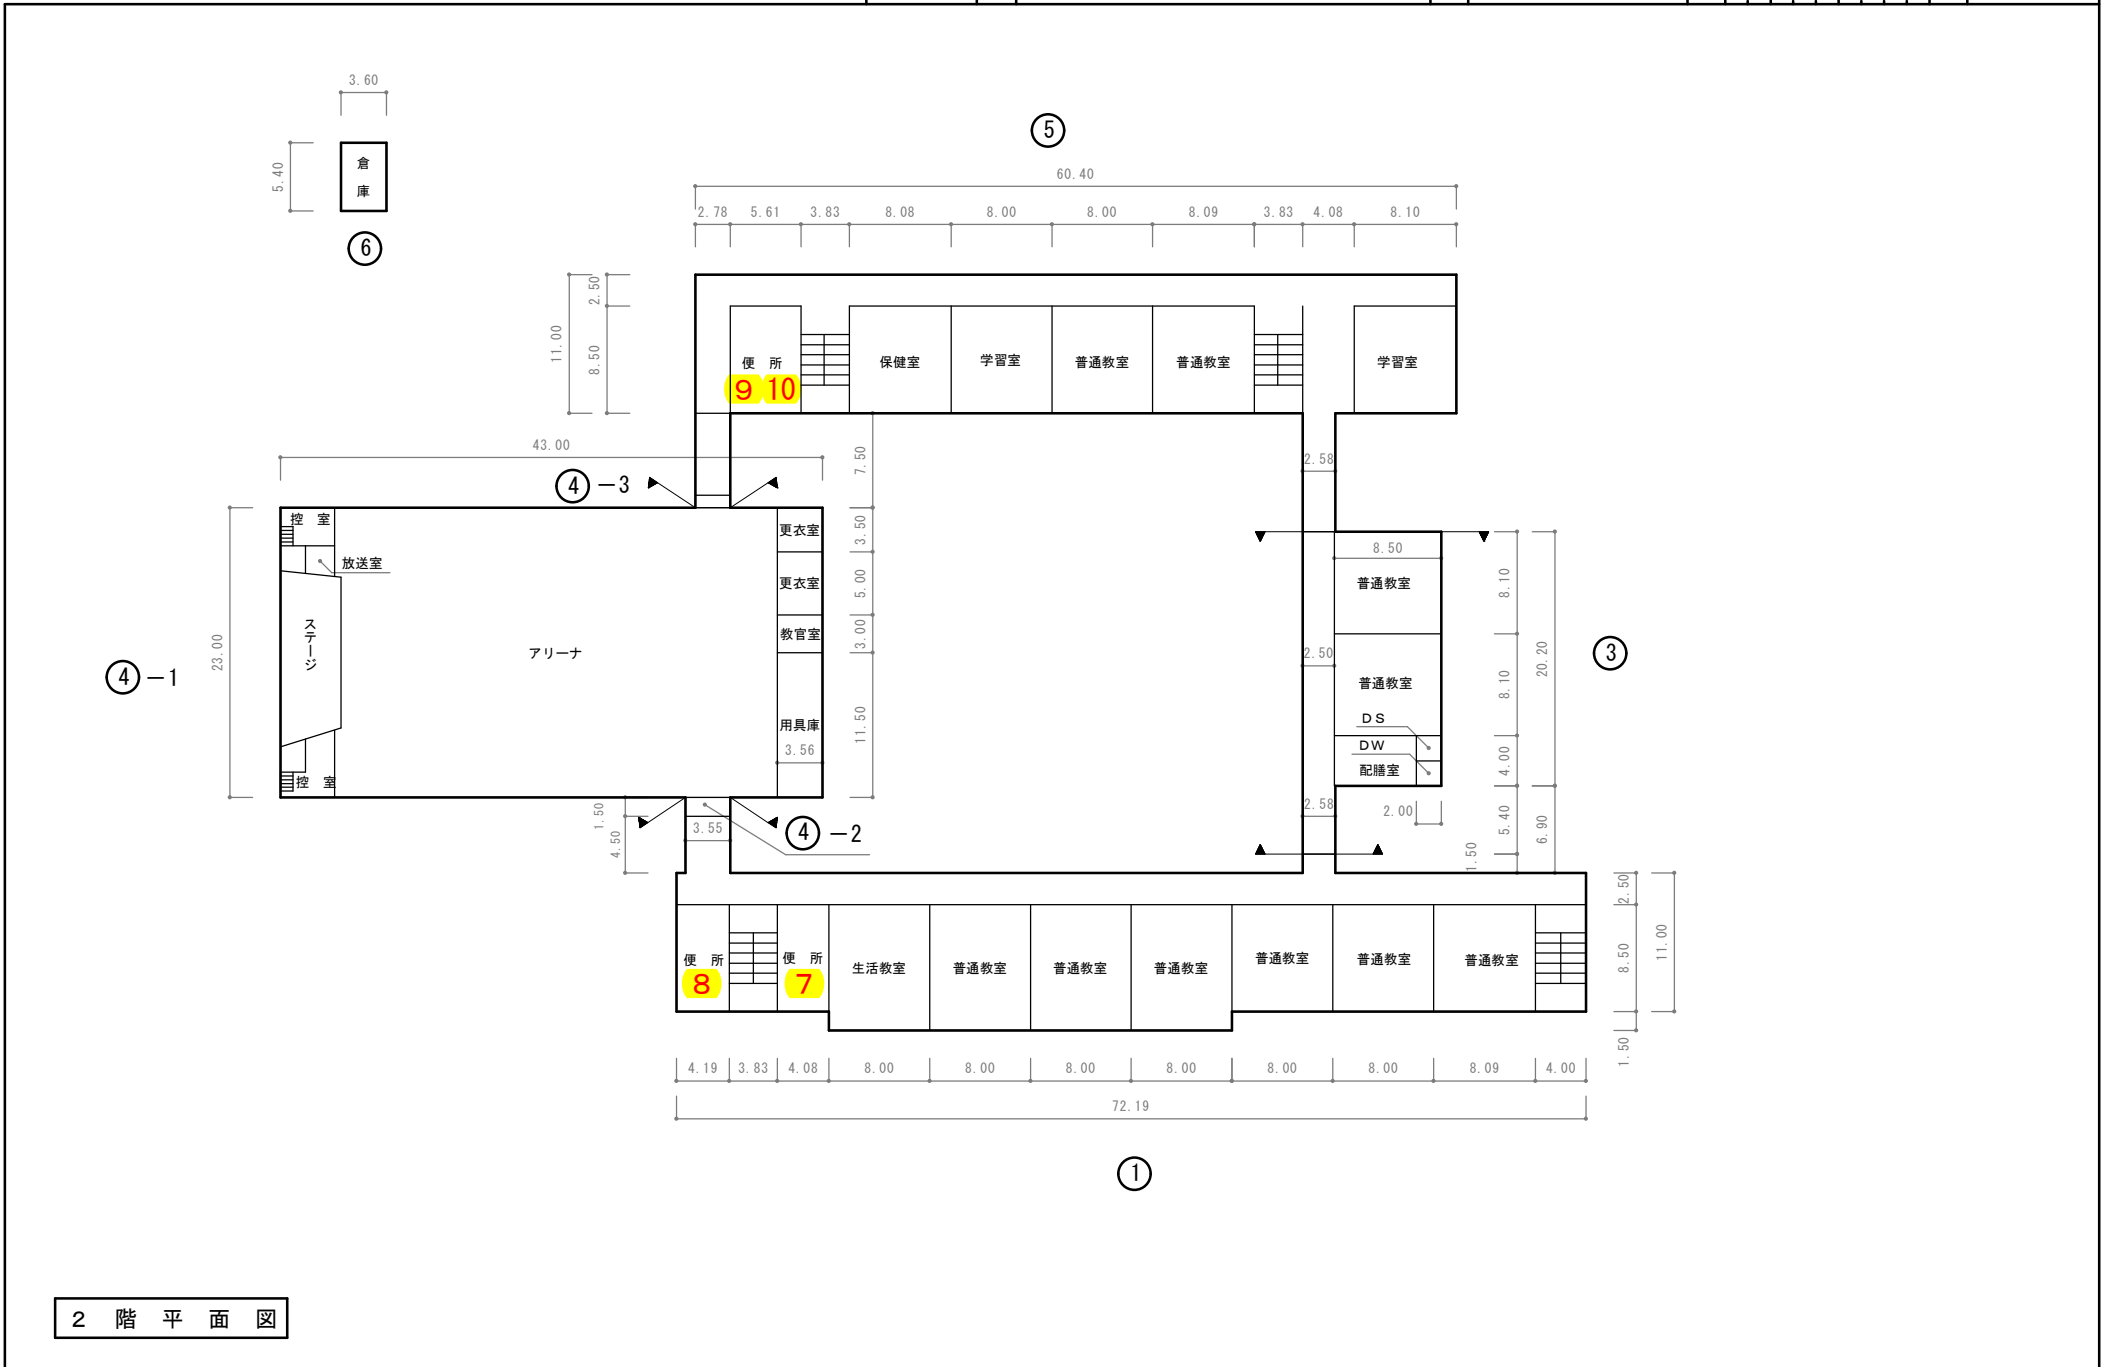 3.60
5.40
倉
庫
⑥
⑤
60.40
2.78 5.61 3.83 8.08 8.00 8.00 8.09 3.83 4.08 8.10
2.50
11.00
8.50
便 所
9 10
保健室
学習室
普通教室
普通教室
学習室
43.00
④ー3
7.50
2.58
控 室
放送室
ステージ
アリーナ
控 室
23.00
④ー1
更衣室
更衣室
教官室
用具庫
3.56
3.50
5.00
3.00
11.50
8.50
普通教室
2.50
普通教室
DS
DW
配膳室
2.00
2.58
8.10
8.10
4.00
5.40
1.50
20.20
6.90
③
1.50
4.50
3.55
④ー2
便 所
8
便 所
7
生活教室
普通教室
普通教室
普通教室
普通教室
普通教室
普通教室
2.50
8.50
11.00
1.50
4.19 3.83 4.08 8.00 8.00 8.00 8.00 8.00 8.00 8.09 4.00
72.19
①
2 階 平 面 図